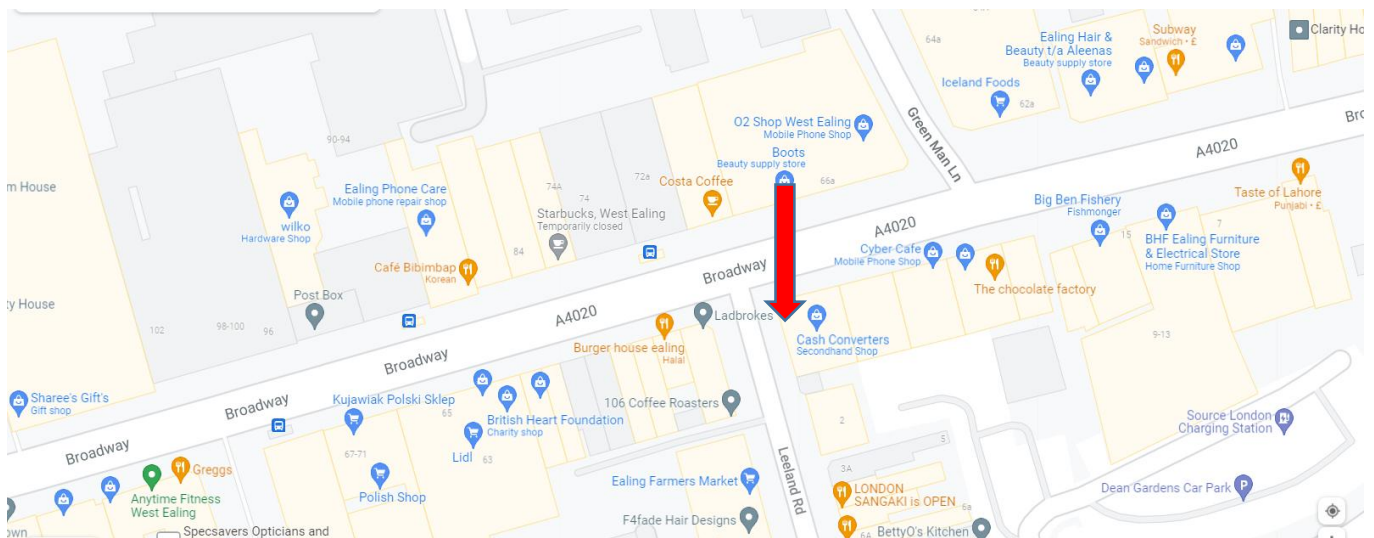 64a
Ealing Hair &
Beauty t/a Aleenas
Beauty supply store
Subway
Sandwich • £
Clarity Ho
Iceland Foods
62a
Green Man Ln
O2 Shop West Ealing
Mobile Phone Shop
Boots
Beauty supply store
66a
A4020
90-94
m House
Ealing Phone Care
Mobile phone repair shop
74A
74
72a
Costa Coffee
Starbucks, West Ealing
Temporarily closed
wilko
Hardware Shop
84
Café Bibimbap
Korean
Taste of Lahore
Punjabi • £
Big Ben Fishery
Fishmonger
15
7
BHF Ealing Furniture
& Electrical Store
Home Furniture Shop
A4020
Cyber Cafe
Mobile Phone Shop
Broadway
The chocolate factory
ty House
Post Box
102
98-100
96
A4020
Ladbrokes
Cash Converters
Secondhand Shop
9-13
Burger house ealing
Halal
Broadway
Sharee's Gift's
Gift shop
Broadway
Kujawiak Polski Sklep
65
106 Coffee Roasters
British Heart Foundation
Charity shop
2
Source London
Charging Station
Broadway
67-71
Lidl
63
5
Greggs
3A
Leeland Rd
Anytime Fitness
West Ealing
Polish Shop
Ealing Farmers Market
LONDON
SANGAKI is OPEN
6a
Dean Gardens Car Park
P
own
Specsavers Opticians and
F4fade Hair Designs
6A
BettyO's Kitchen